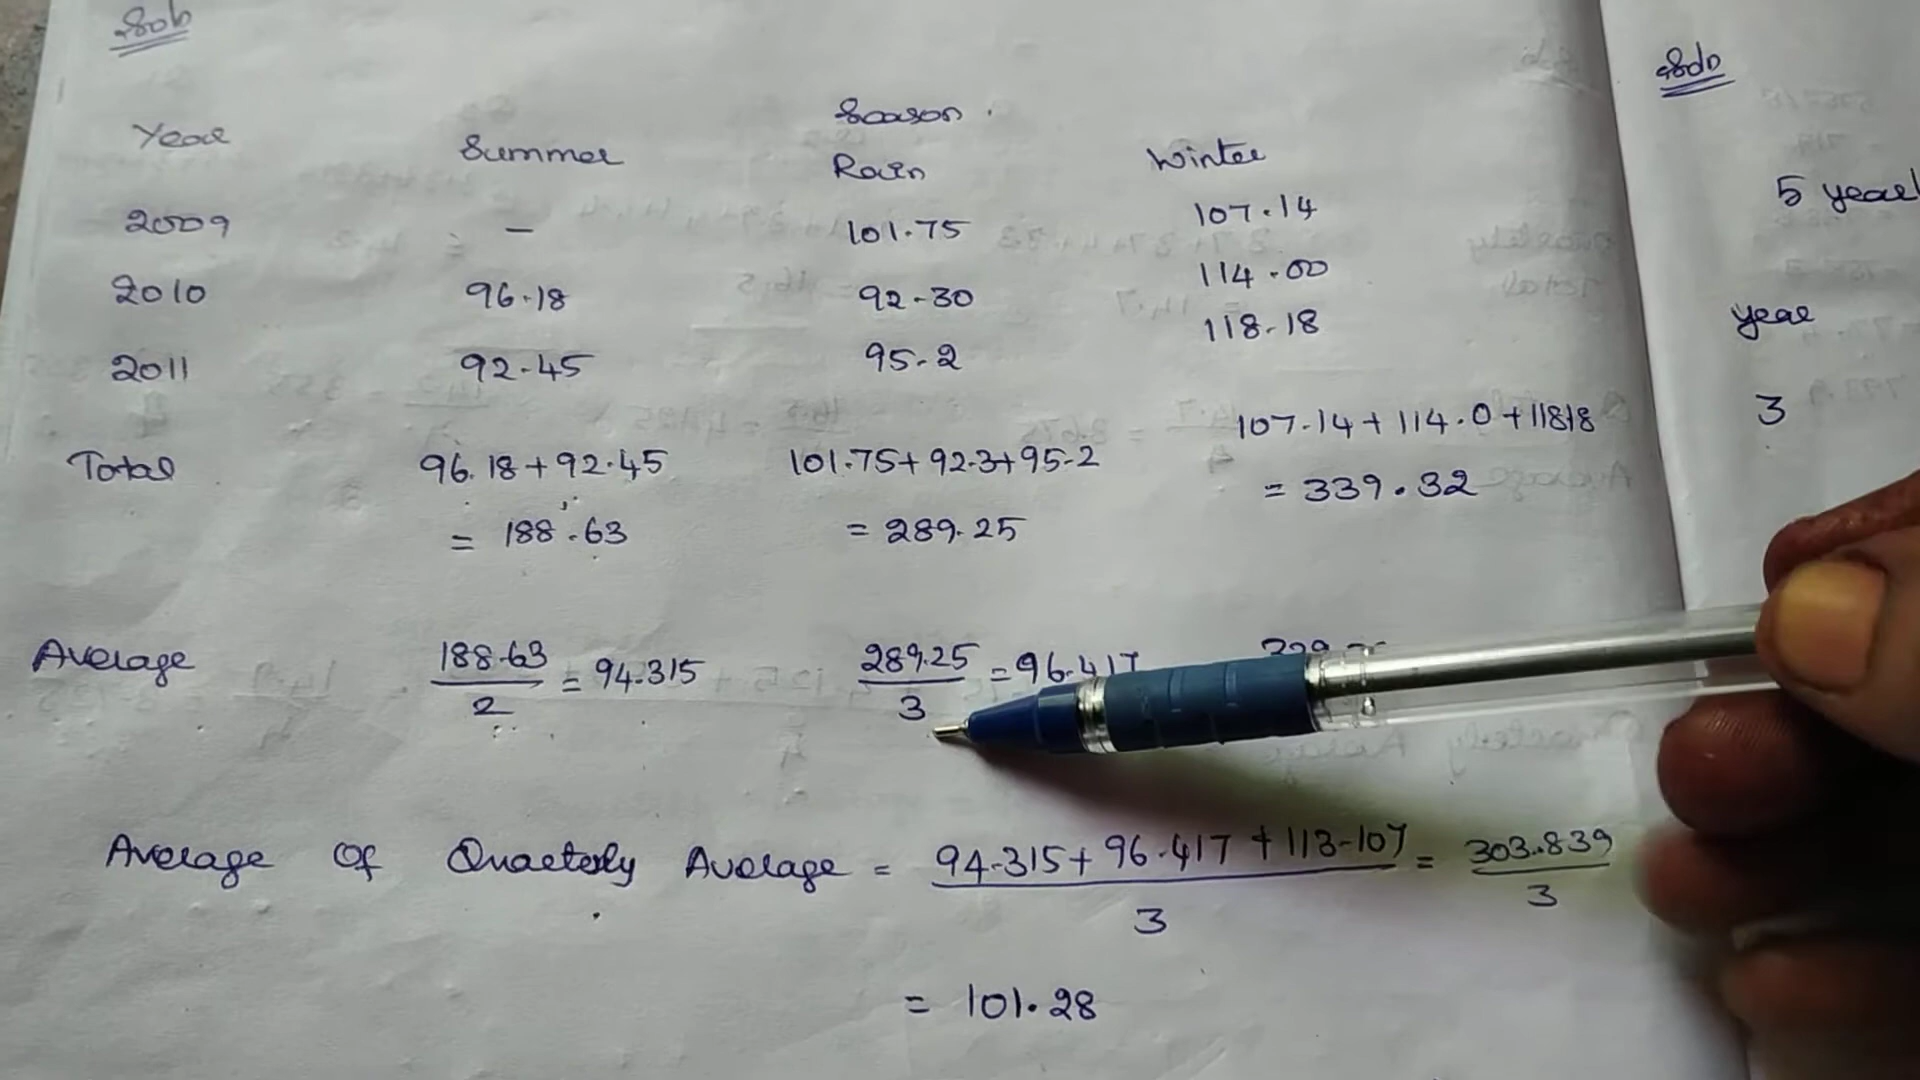 Soln
Season
Year Summer Rain Winter
2009 - 101.75 107.14
2010 96.18 92.30 114.00
2011 92.45 95.2 118.18
Total 96.18+92.45 101.75+92.3+95.2 107.14+114.0+118.18
= 188.63 = 289.25 = 339.32
Average 188.63/2 = 94.315 289.25/3 = 96.417
Average Of Quarterly Average = 94.315+96.417+113.107/3 = 303.839/3
= 101.28
Soln
5 year
year
3